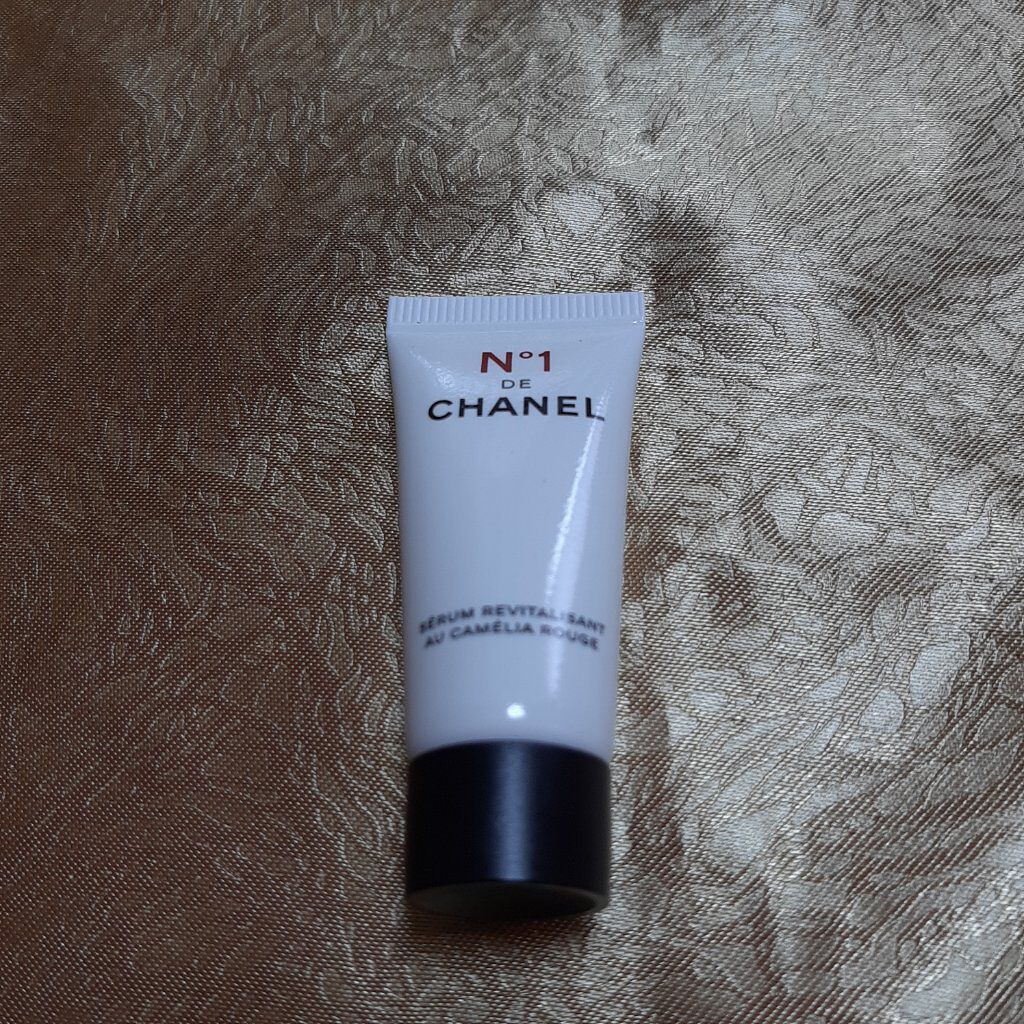 N°1
DE
CHANEL
SÉRUM REVITALISANT
AU CAMÉLIA ROUGE